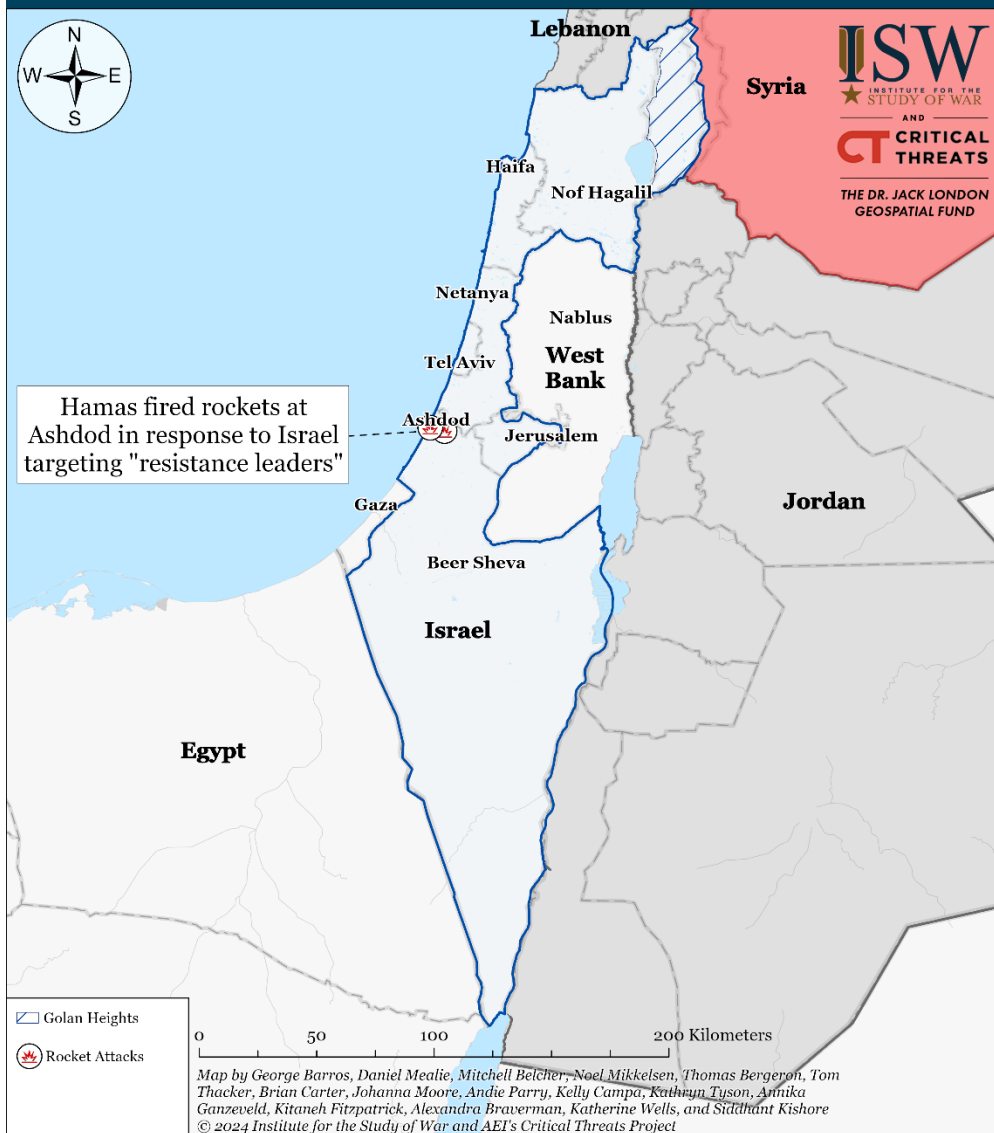 Lebanon
N
W
E
S
ISW
INSTITUTE FOR THE
STUDY OF WAR
AND
CT CRITICAL
THREATS
THE DR. JACK LONDON
GEOSPATIAL FUND
Syria
Haifa
Nof Hagalil
Netanya
Nablus
West
Bank
Tel Aviv
Hamas fired rockets at
Ashdod in response to Israel
targeting "resistance leaders"
Ashdod
Jerusalem
Gaza
Jordan
Beer Sheva
Israel
Egypt
Golan Heights
Rocket Attacks
0 50 100 200 Kilometers
Map by George Barros, Daniel Mealie, Mitchell Belcher, Noel Mikkelsen, Thomas Bergeron, Tom
Thacker, Brian Carter, Johanna Moore, Andie Parry, Kelly Campa, Kathryn Tyson, Annika
Ganzeveld, Kitaneh Fitzpatrick, Alexandra Braverman, Katherine Wells, and Siddhant Kishore
© 2024 Institute for the Study of War and AEI's Critical Threats Project